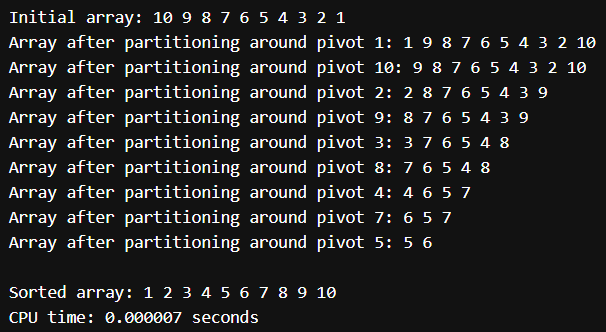 Initial array: 10 9 8 7 6 5 4 3 2 1
Array after partitioning around pivot 1: 1 9 8 7 6 5 4 3 2 10
Array after partitioning around pivot 10: 9 8 7 6 5 4 3 2 10
Array after partitioning around pivot 2: 2 8 7 6 5 4 3 9
Array after partitioning around pivot 9: 8 7 6 5 4 3 9
Array after partitioning around pivot 3: 3 7 6 5 4 8
Array after partitioning around pivot 8: 7 6 5 4 8
Array after partitioning around pivot 4: 4 6 5 7
Array after partitioning around pivot 7: 6 5 7
Array after partitioning around pivot 5: 5 6
Sorted array: 1 2 3 4 5 6 7 8 9 10
CPU time: 0.000007 seconds